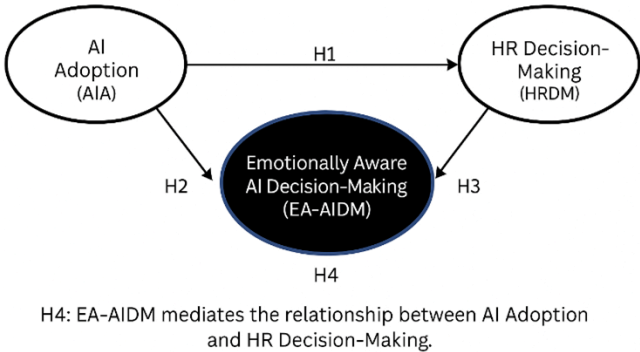 AI
Adoption
(AIA)
H1
HR Decision-
Making
(HRDM)
H2
Emotionally Aware
AI Decision-Making
(EA-AIDM)
H3
H4
H4: EA-AIDM mediates the relationship between AI Adoption
and HR Decision-Making.